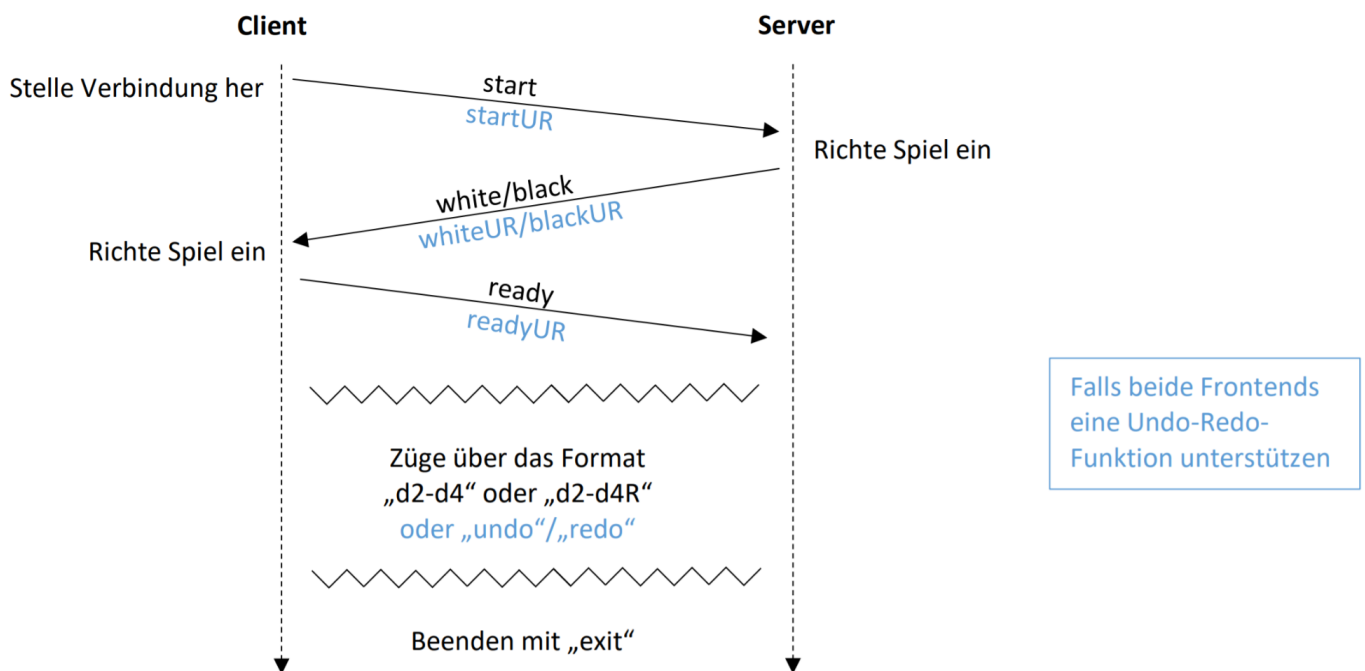 Client
Server
Stelle Verbindung her
start
startUR
Richte Spiel ein
white/black
whiteUR/blackUR
Richte Spiel ein
ready
readyUR
Falls beide Frontends
eine Undo-Redo-
Funktion unterstützen
Züge über das Format
„d2-d4“ oder „d2-d4R“
oder „undo“/„redo“
Beenden mit „exit“